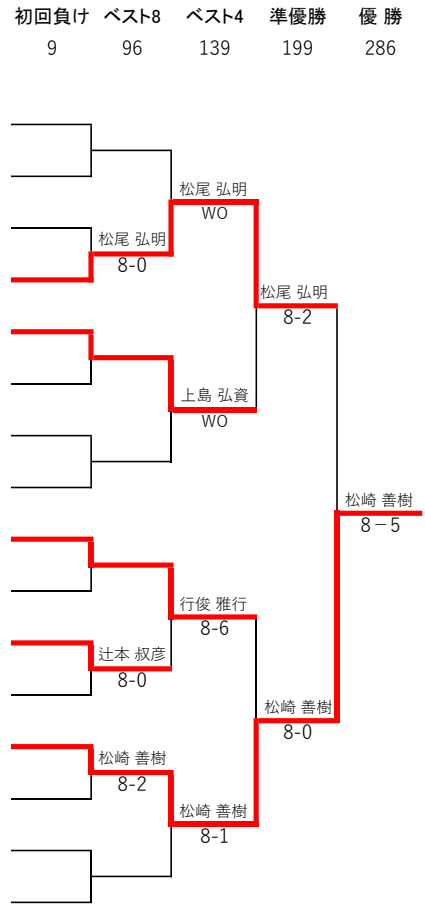 初回負け ベスト8 ベスト4 準優勝 優 勝
9 96 139 199 286
松尾 弘明
WO
松尾 弘明
8-0
松尾 弘明
8-2
上島 弘資
WO
松崎 善樹
8－5
行俊 雅行
8-6
辻本 叔彦
8-0
松崎 善樹
8-0
松崎 善樹
8-2
松崎 善樹
8-1